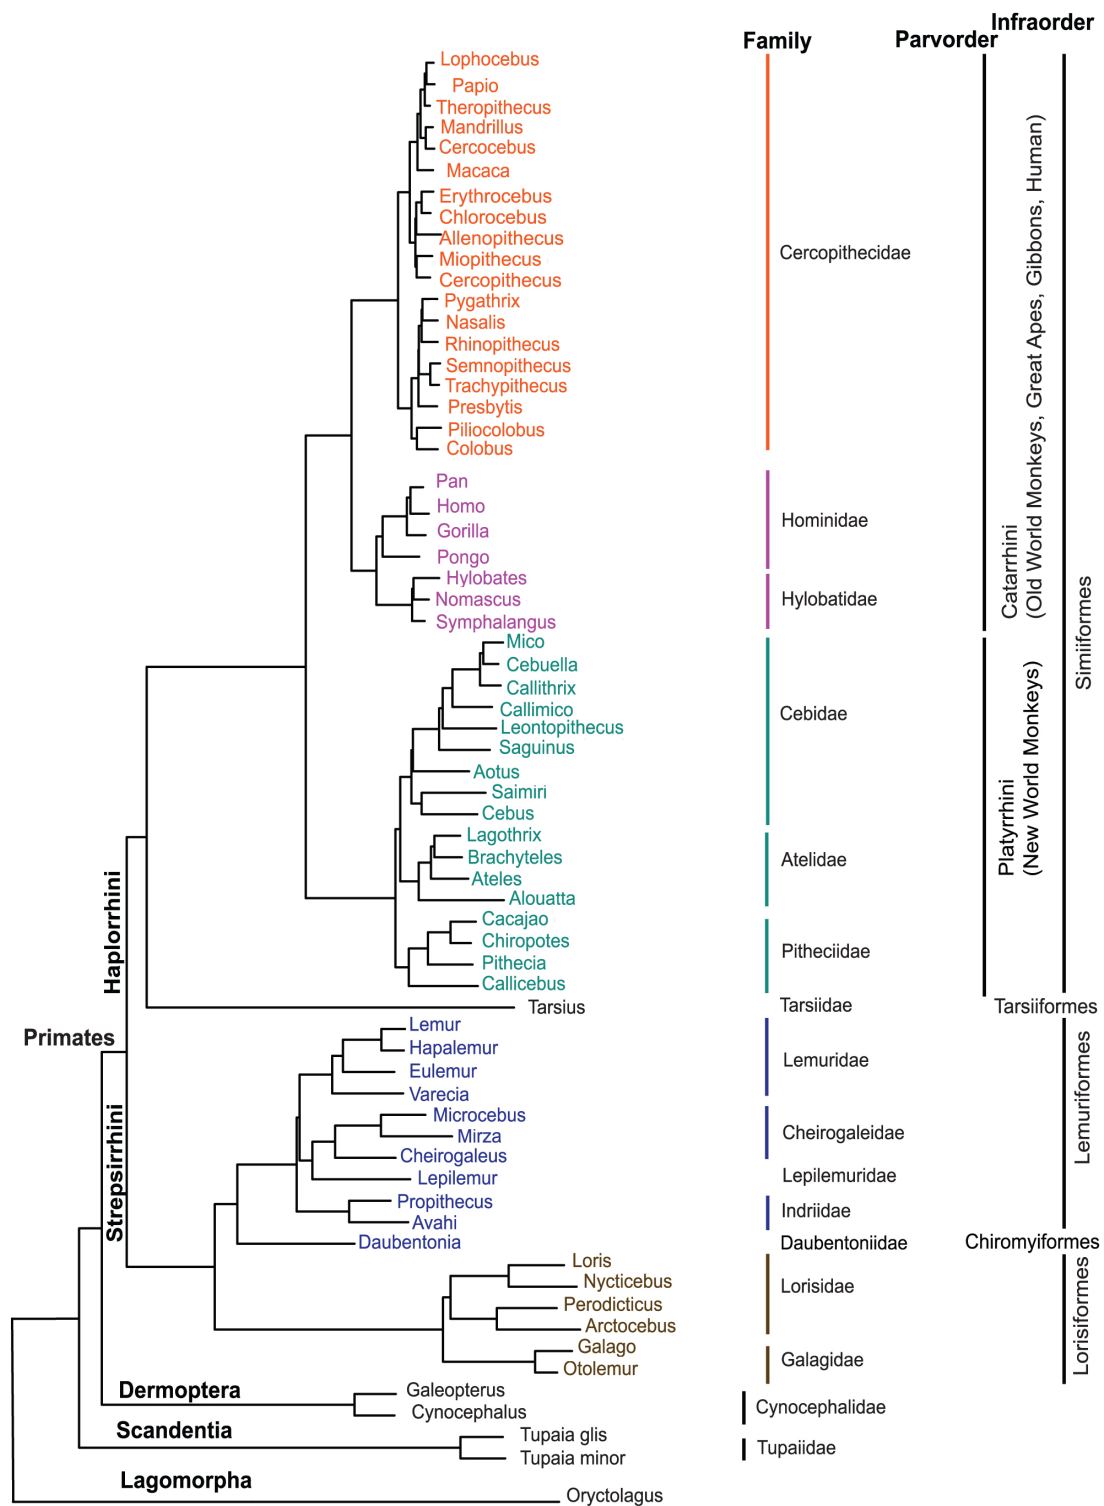 Infraorder
Family
Parvorder
Lophocebus
Papio
Theropithecus
Mandrillus
Cercocebus
Macaca
Erythrocebus
Chlorocebus
Allenopithecus
Miopithecus
Cercopithecus
Pygathrix
Nasalis
Rhinopithecus
Semnopithecus
Trachypithecus
Presbytis
Piliocolobus
Colobus
Cercopithecidae
Pan
Homo
Gorilla
Pongo
Hominidae
Hylobates
Nomascus
Symphalangus
Hylobatidae
Catarrhini
(Old World Monkeys, Great Apes, Gibbons, Human)
Simiiformes
Mico
Cebuella
Callithrix
Callimico
Leontopithecus
Saguinus
Aotus
Saimiri
Cebus
Cebidae
Lagothrix
Brachyteles
Ateles
Alouatta
Atelidae
Cacajao
Chiropotes
Pithecia
Callicebus
Pitheciidae
Platyrrhini
(New World Monkeys)
Haplorrhini
Tarsius
Tarsiidae
Tarsiiformes
Primates
Strepsirrhini
Lemur
Hapalemur
Eulemur
Varecia
Lemuridae
Microcebus
Mirza
Cheirogaleus
Cheirogaleidae
Lepilemur
Lepilemuridae
Propithecus
Avahi
Indriidae
Lemuriformes
Daubentonia
Daubentoniidae
Chiromyiformes
Loris
Nycticebus
Perodicticus
Arctocebus
Lorisidae
Galago
Otolemur
Galagidae
Lorisiformes
Dermoptera
Galeopterus
Cynocephalus
Cynocephalidae
Scandentia
Tupaia glis
Tupaia minor
Tupaiidae
Lagomorpha
Oryctolagus